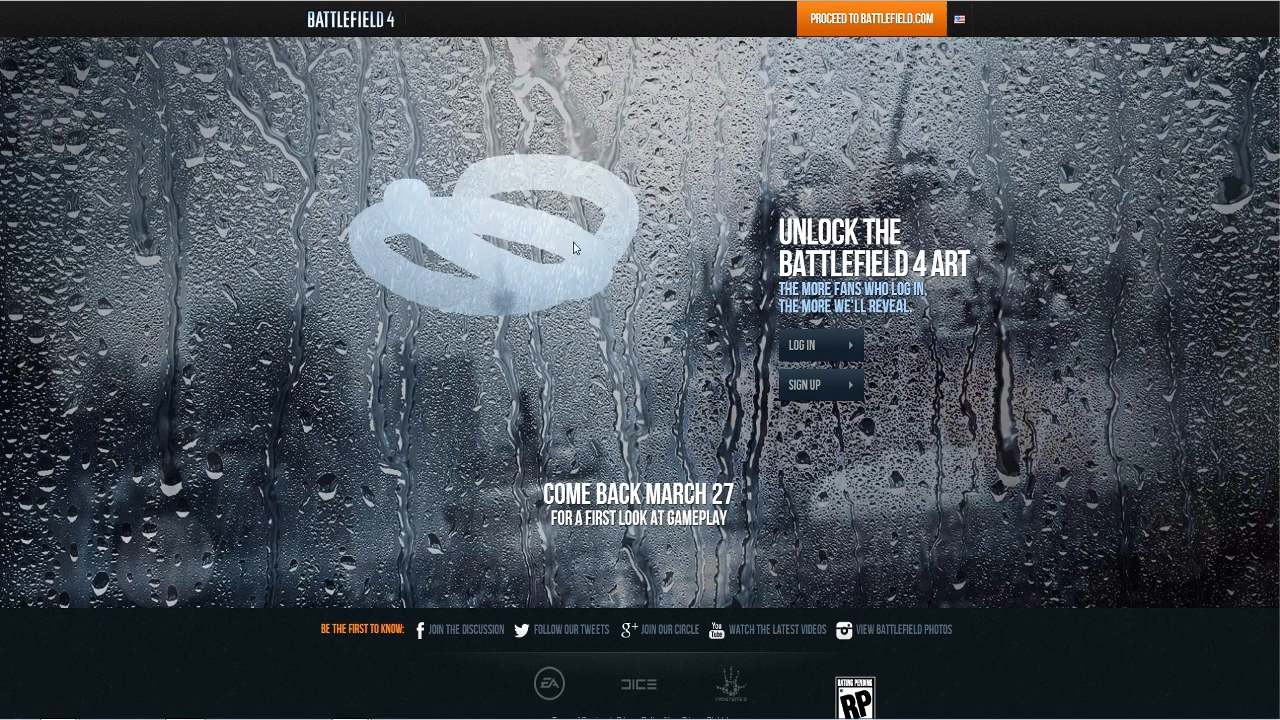 BATTLEFIELD 4
PROCEED TO BATTLEFIELD.COM
UNLOCK THE
BATTLEFIELD 4 ART
THE MORE FANS WHO LOG IN,
THE MORE WE'LL REVEAL.
LOG IN
SIGN UP
COME BACK MARCH 27
FOR A FIRST LOOK AT GAMEPLAY
BE THE FIRST TO KNOW: JOIN THE DISCUSSION FOLLOW OUR TWEETS g+ JOIN OUR CIRCLE You Tube WATCH THE LATEST VIDEOS VIEW BATTLEFIELD PHOTOS
EA DICE FROSTBITE
RATING PENDING
RP